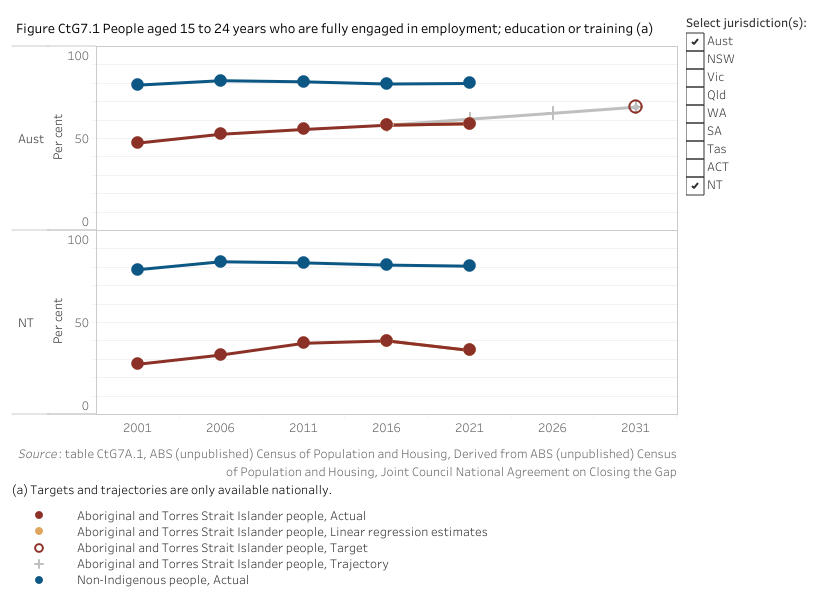 Figure CtG7.1 People aged 15 to 24 years who are fully engaged in employment; education or training (a)
Select jurisdiction(s):
Aust
NSW
Vic
Qld
WA
SA
Tas
ACT
NT
Aust
Per cent
100
50
0
NT
Per cent
100
50
0
2001
2006
2011
2016
2021
2026
2031
Source: table CtG7A.1, ABS (unpublished) Census of Population and Housing, Derived from ABS (unpublished) Census
of Population and Housing, Joint Council National Agreement on Closing the Gap
(a) Targets and trajectories are only available nationally.
Aboriginal and Torres Strait Islander people, Actual
Aboriginal and Torres Strait Islander people, Linear regression estimates
Aboriginal and Torres Strait Islander people, Target
Aboriginal and Torres Strait Islander people, Trajectory
Non-Indigenous people, Actual